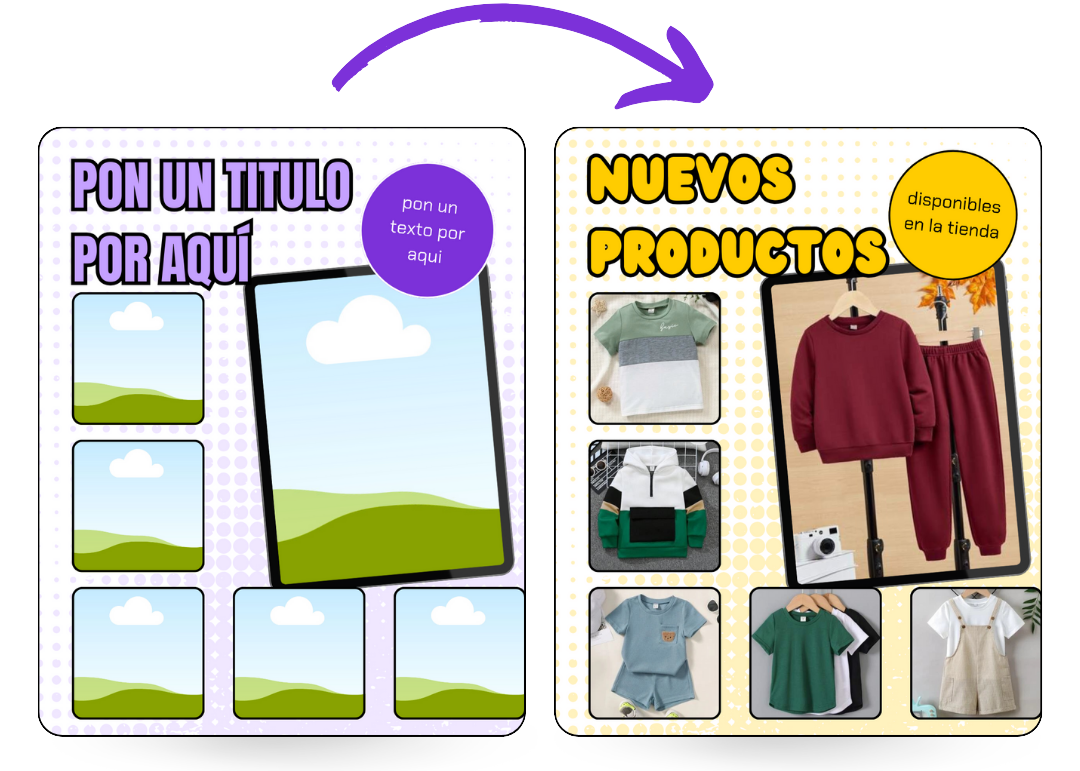 PON UN TITULO
POR AQUÍ
pon un
texto por
aqui
NUEVOS
PRODUCTOS
disponibles
en la tienda